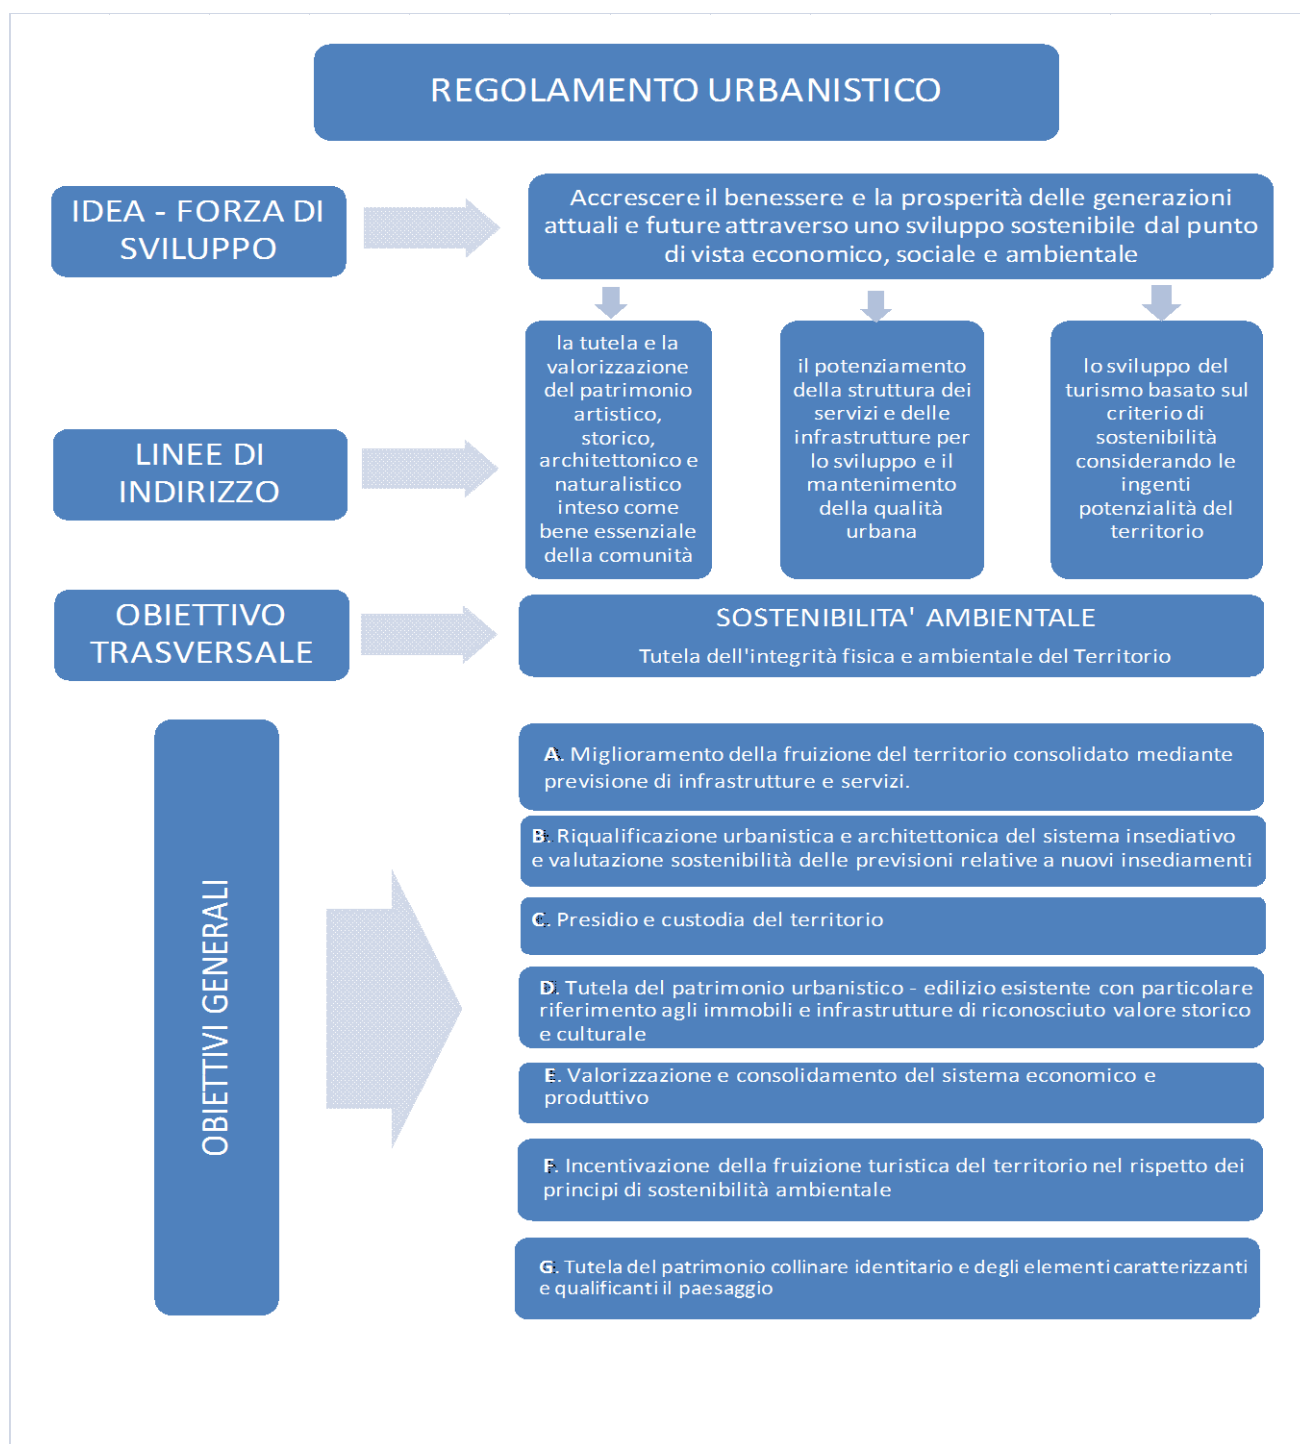 REGOLAMENTO URBANISTICO
IDEA - FORZA DI
SVILUPPO
Accrescere il benessere e la prosperità delle generazioni
attuali e future attraverso uno sviluppo sostenibile dal punto
di vista economico, sociale e ambientale
LINEE DI
INDIRIZZO
la tutela e la
valorizzazione
del patrimonio
artistico,
storico,
architettonico e
naturalistico
inteso come
bene essenziale
della comunità
il potenziamento
della struttura dei
servizi e delle
infrastrutture per
lo sviluppo e il
mantenimento
della qualità
urbana
lo sviluppo del
turismo basato sul
criterio di
sostenibilità
considerando le
ingenti
potenzialità del
territorio
OBIETTIVO
TRASVERSALE
SOSTENIBILITA' AMBIENTALE
Tutela dell'integrità fisica e ambientale del Territorio
OBIETTIVI GENERALI
A. Miglioramento della fruizione del territorio consolidato mediante
previsione di infrastrutture e servizi.
B. Riqualificazione urbanistica e architettonica del sistema insediativo
e valutazione sostenibilità delle previsioni relative a nuovi insediamenti
C. Presidio e custodia del territorio
D. Tutela del patrimonio urbanistico - edilizio esistente con particolare
riferimento agli immobili e infrastrutture di riconosciuto valore storico
e culturale
E. Valorizzazione e consolidamento del sistema economico e
produttivo
F. Incentivazione della fruizione turistica del territorio nel rispetto dei
principi di sostenibilità ambientale
G. Tutela del patrimonio collinare identitario e degli elementi caratterizzanti
e qualificanti il paesaggio